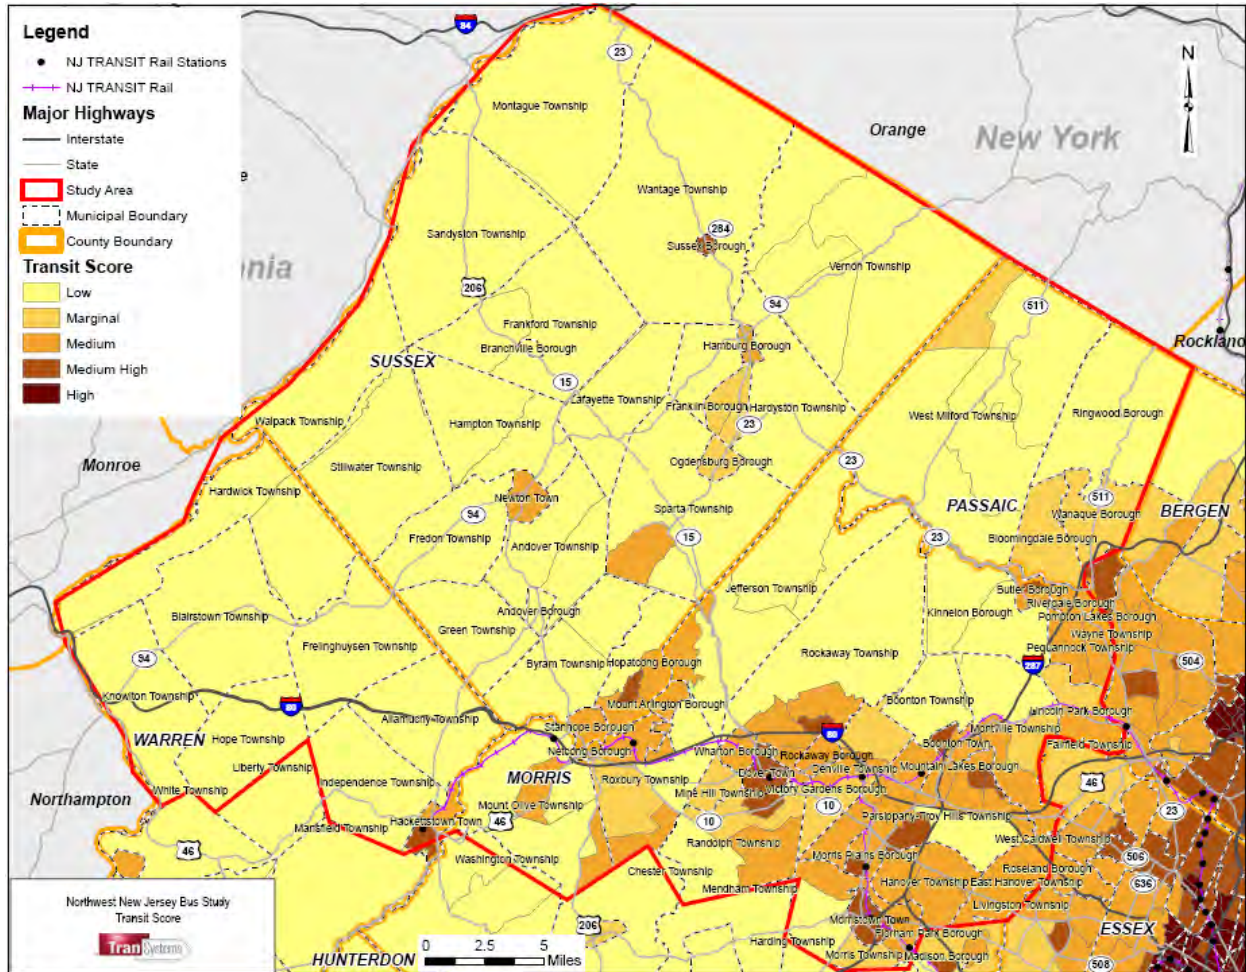 Legend
NJ TRANSIT Rail Stations
NJ TRANSIT Rail
Major Highways
Interstate
State
Study Area
Municipal Boundary
County Boundary
Transit Score
Low
Marginal
Medium
Medium High
High
84
23
N
Montague Township
Orange
New York
Wantage Township
Sandyston Township
284
Sussex Borough
Vernon Township
nia
206
94
511
Frankford Township
Branchville Borough
Hamburg Borough
Rockland
SUSSEX
15
Lafayette Township
Franklin Borough
Hardyston Township
West Milford Township
Ringwood Borough
Walpack Township
Hampton Township
23
Monroe
Stillwater Township
Ogdensburg Borough
23
Hardwick Township
Newton Town
511
PASSAIC
BERGEN
94
Sparta Township
Wanaque Borough
Fredon Township
Andover Township
15
23
Bloomingdale Borough
Jefferson Township
Butler Borough
Riverdale Borough
Blairstown Township
Andover Borough
Kinnelon Borough
Pompton Lakes Borough
Green Township
Wayne Township
Frelinghuysen Township
Pequannock Township
94
Byram Township
Hopatcong Borough
Rockaway Township
287
504
Knowlton Township
Mount Arlington Borough
Boonton Township
80
Allamuchy Township
Lincoln Park Borough
Stanhope Borough
80
Montville Township
WARREN
Hope Township
Netcong Borough
Wharton Borough
Rockaway Borough
Boonton Town
Fairfield Township
Liberty Township
MORRIS
Roxbury Township
Dover Town
Denville Township
Mountain Lakes Borough
Independence Township
46
White Township
Mine Hill Township
Victory Gardens Borough
Northampton
Mount Olive Township
10
23
Mansfield Township
Hackettstown Town
46
10
Parsippany-Troy Hills Township
46
Randolph Township
West Caldwell Township
Washington Township
Morris Plains Borough
506
Chester Township
Roseland Borough
Mendham Township
Hanover Township
East Hanover Township
636
Livingston Township
Northwest New Jersey Bus Study
Transit Score
TranSystems
Morristown Town
206
Florham Park Borough
ESSEX
Harding Township
0 2.5 5
Miles
HUNTERDON
Morris Township
Madison Borough
508